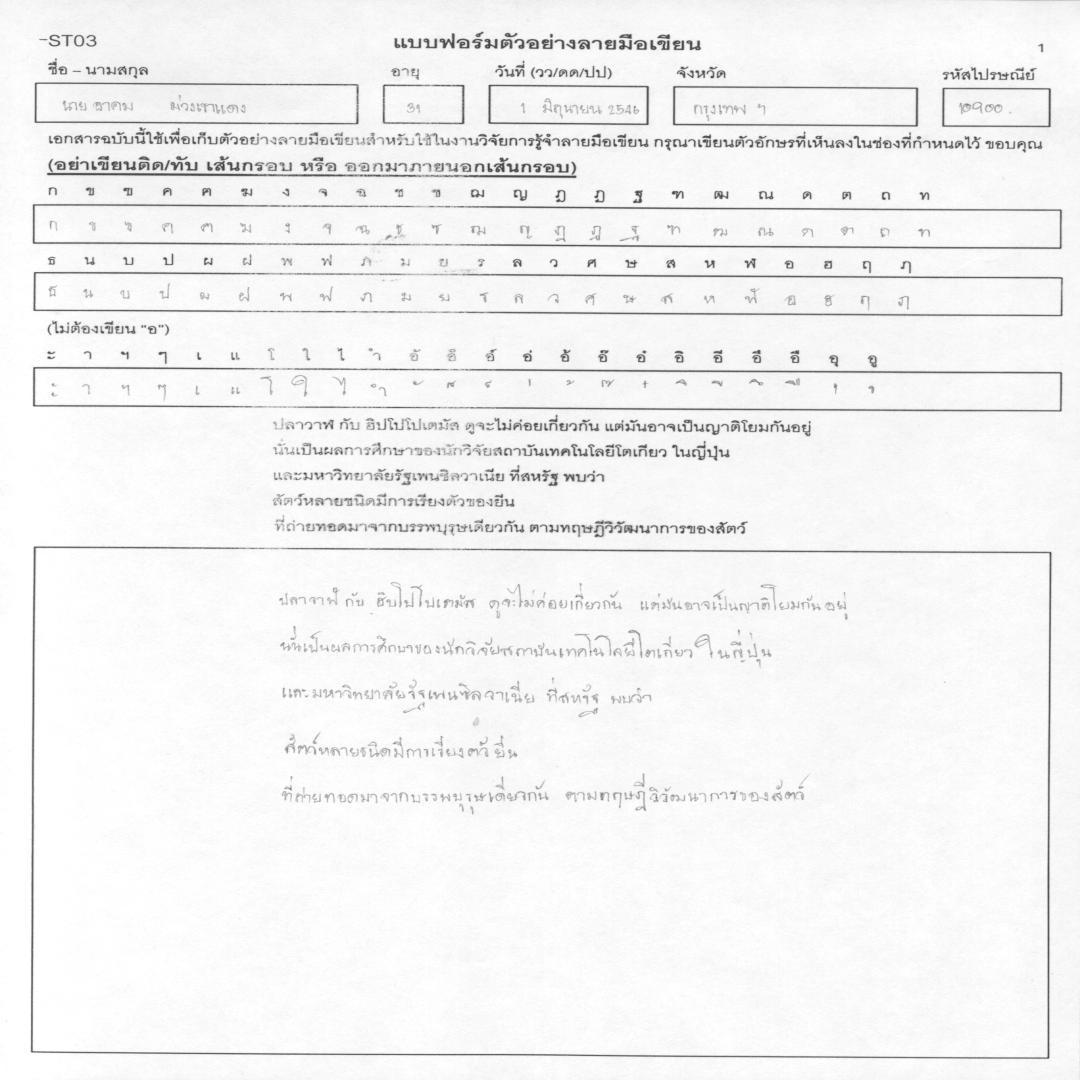 -ST03
แบบฟอร์มตัวอย่างลายมือเขียน
1
ชื่อ – นามสกุล อายุ วันที่ (วว/ดด/ปป) จังหวัด รหัสไปรษณีย์
นาย อาคม ม่วงเขาแดง 31 1 มิถุนายน 2546 กรุงเทพ ฯ 10900.
เอกสารฉบับนี้ใช้เพื่อเก็บตัวอย่างลายมือเขียนสำหรับใช้ในงานวิจัยการรู้จำลายมือเขียน กรุณาเขียนตัวอักษรที่เห็นลงในช่องที่กำหนดไว้ ขอบคุณ
(อย่าเขียนติด/ทับ เส้นกรอบ หรือ ออกมาภายนอกเส้นกรอบ)
ก ข ฃ ค ฅ ฆ ง จ ฉ ช ซ ฌ ญ ฎ ฏ ฐ ฑ ฒ ณ ด ต ถ ท
ก ข ฃ ค ฅ ฆ ง จ ฉ ช ซ ฌ ญ ฎ ฏ ฐ ฑ ฒ ณ ด ต ถ ท
ธ น บ ป ผ ฝ พ ฟ ภ ม ย ร ล ว ศ ษ ส ห ฬ อ ฮ ฤ ฦ
ธ น บ ป ผ ฝ พ ฟ ภ ม ย ร ล ว ศ ษ ส ห ฬ อ ฮ ฤ ฦ
(ไม่ต้องเขียน "อ")
ะ า ฯ ๆ เ แ โ ใ ไ ำ อั อ็ อ์ อ่ อ้ อ๊ อ๋ อิ อี อึ อื อุ อู
ะ า ฯ ๆ เ แ โ ใ ไ ำ ั ็ ์ ่ ้ ๊ ๋ ิ ี ึ ื ุ ู
ปลาวาฬ กับ ฮิปโปโปเตมัส ดูจะไม่ค่อยเกี่ยวกัน แต่มันอาจเป็นญาติโยมกันอยู่
นั่นเป็นผลการศึกษาของนักวิจัยสถาบันเทคโนโลยีโตเกียว ในญี่ปุ่น
และมหาวิทยาลัยรัฐเพนซิลวาเนีย ที่สหรัฐ พบว่า
สัตว์หลายชนิดมีการเรียงตัวของยีน
ที่ถ่ายทอดมาจากบรรพบุรุษเดียวกัน ตามทฤษฎีวิวัฒนาการของสัตว์
ปลาวาฬ กับ ฮิบโปโปเตมัส ดูจะไม่ค่อยเกี่ยวกัน แต่มันอาจเป็นญาติโยมกัน อยู่
นั่นเป็นผลการศึกษาของนักวิจัยสถาบันเทคโนโลยีโตเกียว ในญี่ปุ่น
และมหาวิทยาลัยรัฐเพนซิลวาเนีย ที่สหรัฐ พบว่า
สัตว์หลายชนิดมีการเรียงตัว ยีน
ที่ถ่ายทอดมาจากบรรพบุรุษเดียวกัน ตามทฤษฎีวิวัฒนาการของสัตว์